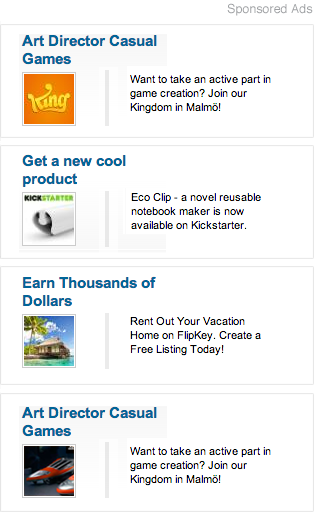 Sponsored Ads
Art Director Casual
Games
King
Want to take an active part in
game creation? Join our
Kingdom in Malmö!
Get a new cool
product
KICKSTARTER
Eco Clip - a novel reusable
notebook maker is now
available on Kickstarter.
Earn Thousands of
Dollars
Rent Out Your Vacation
Home on FlipKey. Create a
Free Listing Today!
Art Director Casual
Games
Want to take an active part in
game creation? Join our
Kingdom in Malmö!